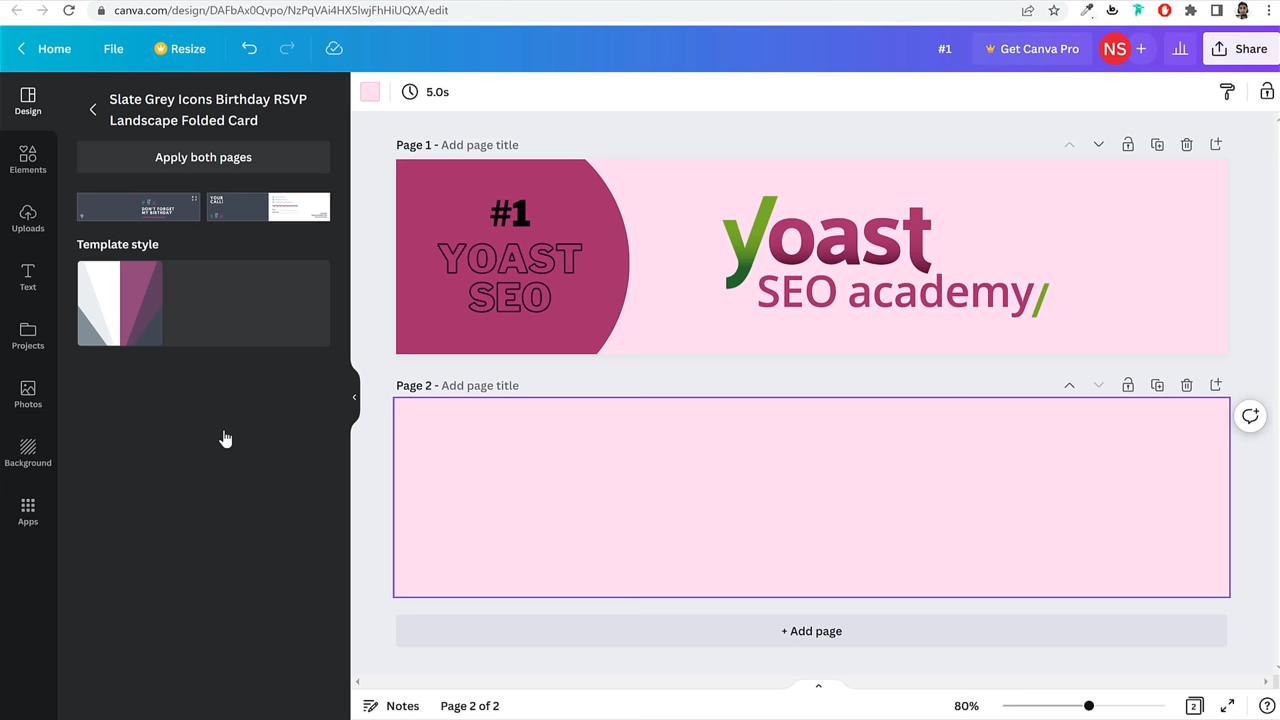 canva.com/design/DAFbAx0Qvpo/NzPqVAi4HX5lwjFhHiUQXA/edit
Home
File
Resize
#1
Get Canva Pro
NS
Share
Design
Elements
Uploads
Text
Projects
Photos
Background
Apps
Slate Grey Icons Birthday RSVP
Landscape Folded Card
Apply both pages
DON'T FORGET
MY BIRTHDAY
YOUR
CALL!
Template style
5.0s
Page 1 - Add page title
#1
YOAST
SEO
yoast
SEO academy/
Page 2 - Add page title
+ Add page
Notes
Page 2 of 2
80%
2